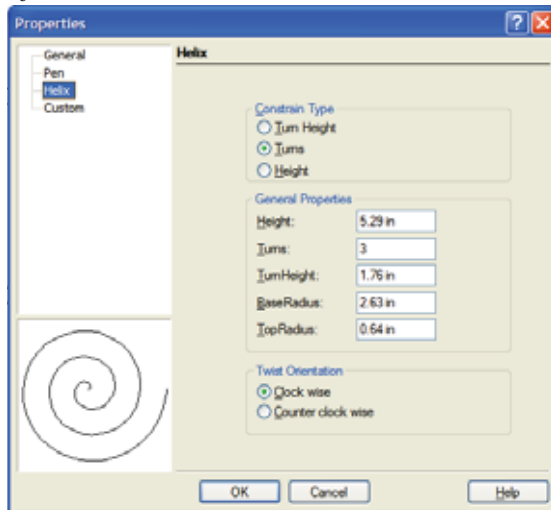 Properties
General
Pen
Helix
Custom
Helix
Constrain Type
Turn Height
Turns
Height
General Properties
Height: 5.29 in
Turns: 3
TurnHeight: 1.76 in
BaseRadius: 2.63 in
TopRadius: 0.64 in
Twist Orientation
Clock wise
Counter clock wise
OK Cancel Help